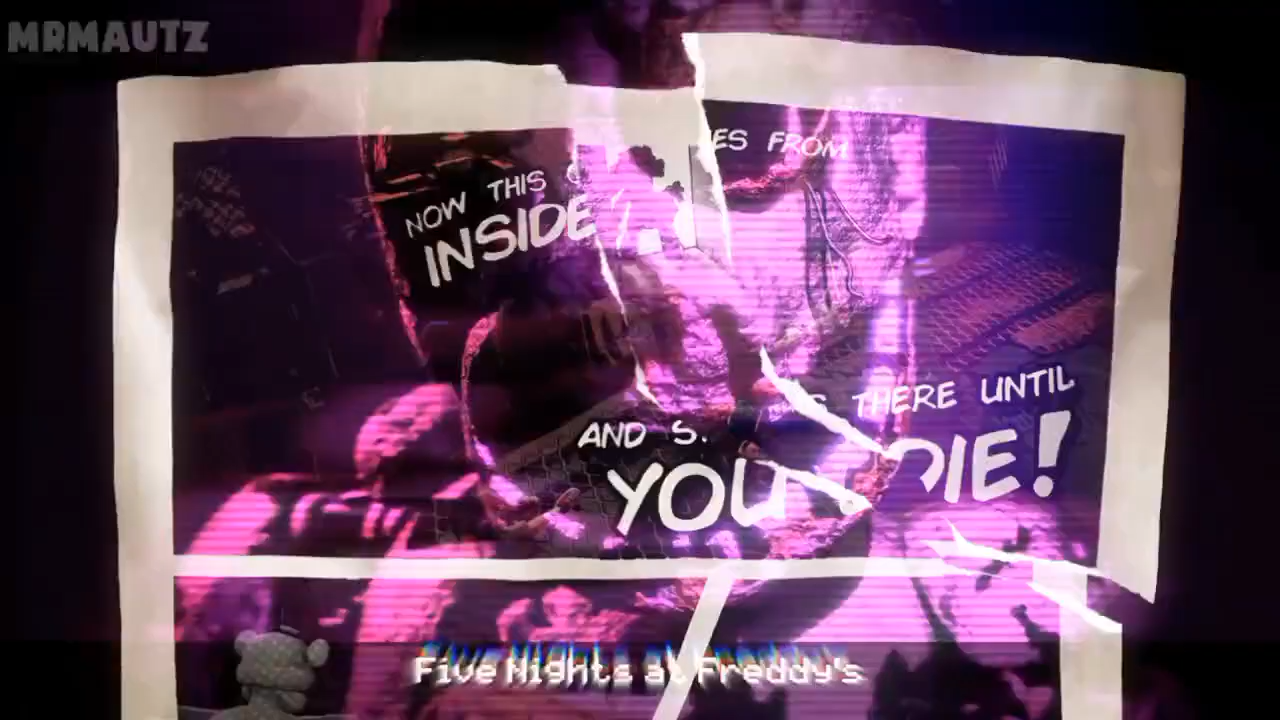 MRMAUTZ
NOW THIS
ES FROM
INSIDE
THERE UNTIL
AND S.
YOU DIE!
Five Nights at Freddy's